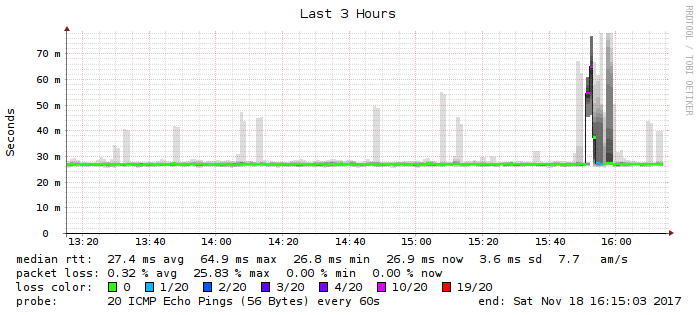 Last 3 Hours
RRDTOOL / TOBI OETIKER
Seconds
70 m
60 m
50 m
40 m
30 m
20 m
10 m
0
13:20 13:40 14:00 14:20 14:40 15:00 15:20 15:40 16:00
median rtt: 27.4 ms avg 64.9 ms max 26.8 ms min 26.9 ms now 3.6 ms sd 7.7 am/s
packet loss: 0.32 % avg 25.83 % max 0.00 % min 0.00 % now
loss color: 0 1/20 2/20 3/20 4/20 10/20 19/20
probe: 20 ICMP Echo Pings (56 Bytes) every 60s end: Sat Nov 18 16:15:03 2017